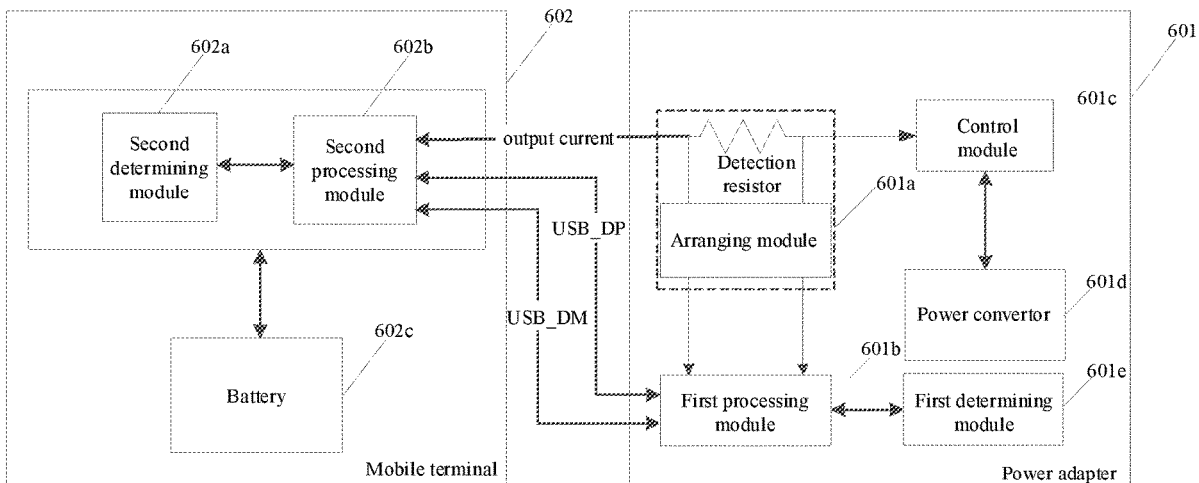 602
602a
602b
601
601c
Second
determining
module
Second
processing
module
output current
Detection
resistor
Control
module
601a
USB_DP
Arranging module
USB_DM
601d
Power convertor
602c
Battery
601b
601e
First processing
module
First determining
module
Mobile terminal
Power adapter